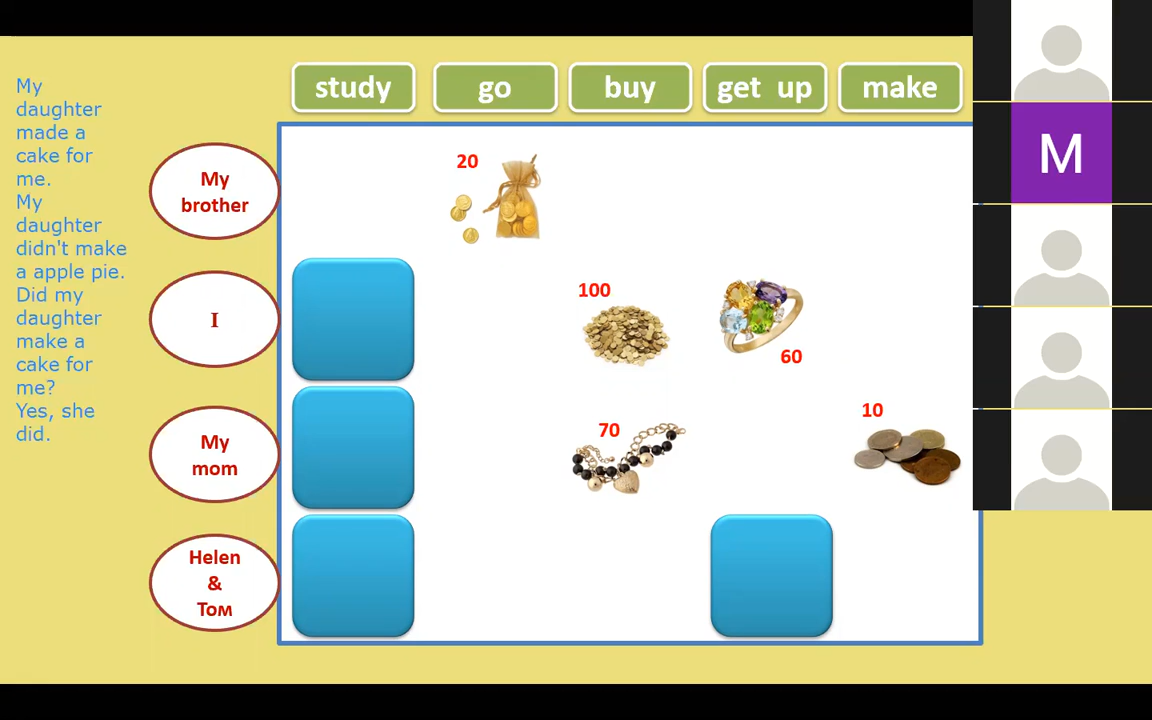 My
daughter
made a
cake for
me.
My
daughter
didn't make
a apple pie.
Did my
daughter
make a
cake for
me?
Yes, she
did.
study go buy get up make
My
brother
20
I
100
60
My
mom
70
10
Helen
&
Том
M